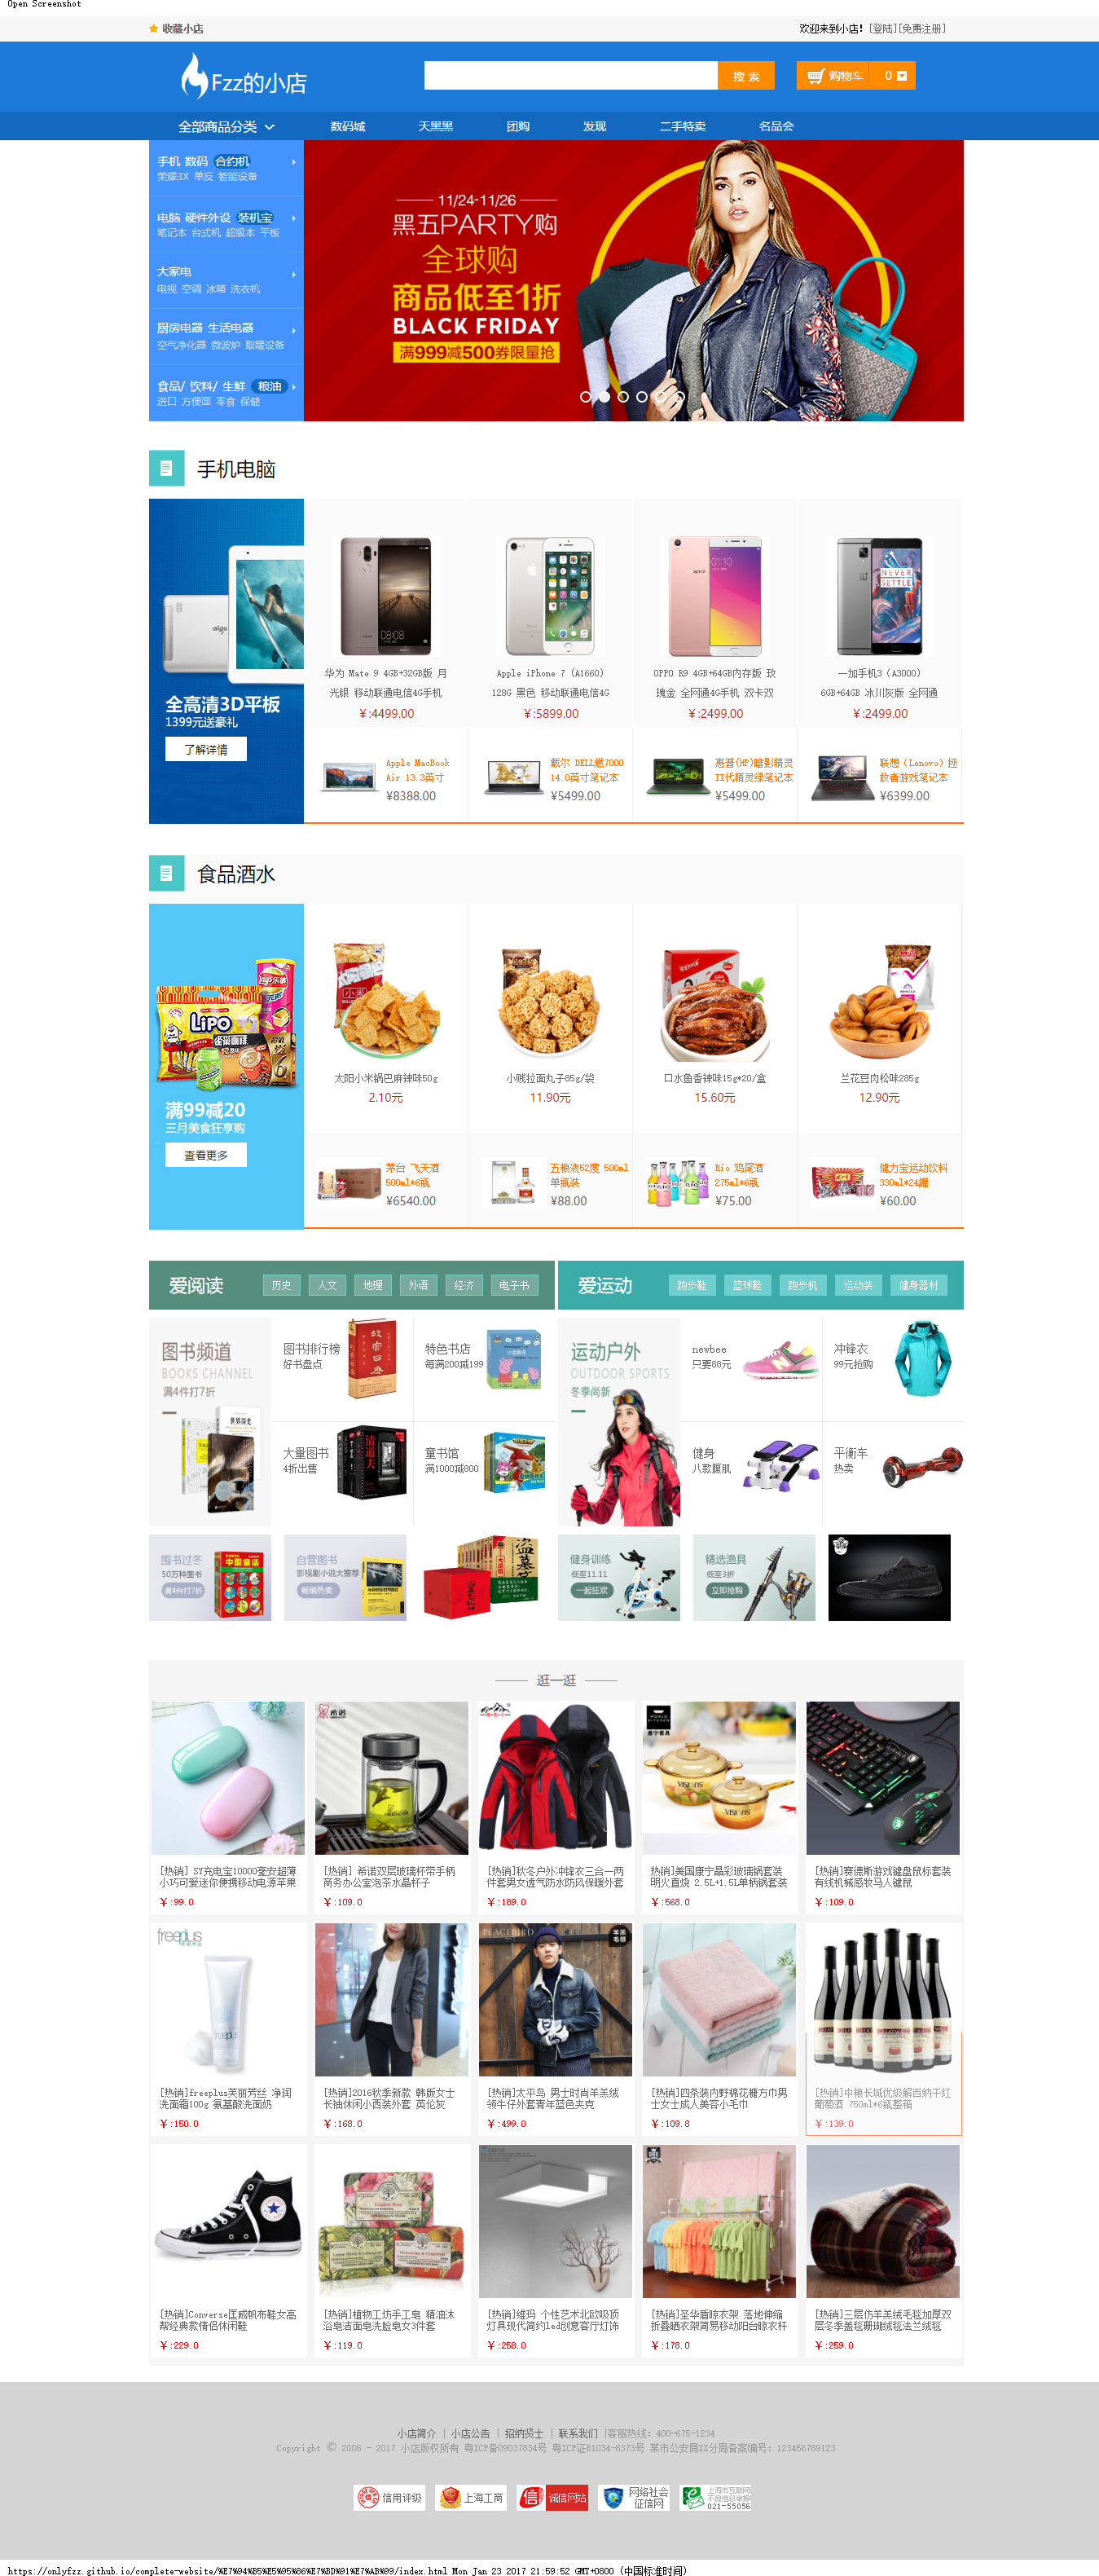 Open Screenshot
收藏小店
欢迎来到小店! [登陆][免费注册]
Fzz的小店
搜 索
购物车 0
全部商品分类 数码城 天黑黑 团购 发现 二手特卖 名品会
手机 数码 合约机
荣耀3X 单反 智能设备
电脑 硬件外设 装机宝
笔记本 台式机 超级本 平板
大家电
电视 空调 冰箱 洗衣机
厨房电器 生活电器
空气净化器 微波炉 取暖设备
食品/ 饮料/ 生鲜 粮油
进口 方便面 零食 保健
11/24-11/26
黑五PARTY购
全球购
商品低至1折
BLACK FRIDAY
满999减500券限量抢
手机电脑
aigo
全高清3D平板
1399元送豪礼
了解详情
华为 Mate 9 4GB+32GB版 月
光银 移动联通电信4G手机
¥:4499.00
Apple iPhone 7 (A1660)
128G 黑色 移动联通电信4G
¥:5899.00
OPPO R9 4GB+64GB内存版 玫
瑰金 全网通4G手机 双卡双
¥:2499.00
NEVER
SETTLE
一加手机3 (A3000)
6GB+64GB 冰川灰版 全网通
¥:2499.00
Apple MacBook
Air 13.3英寸
¥8388.00
戴尔 DELL燃7000
14.0英寸笔记本
¥5499.00
惠普(HP)暗影精灵
II代精灵绿笔记本
¥5499.00
联想（Lenovo）拯
救者游戏笔记本
¥6399.00
食品酒水
LIPO
雀巢咖啡
满99减20
三月美食狂享购
查看更多
太阳小米锅巴麻辣味50g
2.10元
小贱拉面丸子85g/袋
11.90元
口水鱼香辣味15g*20/盒
15.60元
兰花豆肉松味285g
12.90元
茅台 飞天酒
500ml*6瓶
¥6540.00
五粮液52度 500ml
单瓶装
¥88.00
Rio 鸡尾酒
275ml*6瓶
¥75.00
健力宝运动饮料
330ml*24罐
¥60.00
爱阅读 历史 人文 地理 外语 经济 电子书
爱运动 跑步鞋 篮球鞋 跑步机 运动装 健身器材
图书频道
BOOKS CHANNEL
满4件打7折
图书排行榜
好书盘点
故宫日历
特色书店
每满200减199
大量图书
4折出售
清道夫
童书馆
满1000减800
运动户外
OUTDOOR SPORTS
冬季尚新
newbee
只要88元
冲锋衣
99元抢购
健身
八款腹肌
平衡车
热卖
囤书过冬
50万种图书
满4件打7折
中国童话
自营图书
影视剧小说大推荐
畅销热卖
盗墓笔记
健身训练
低至11.11
一起狂欢
精选渔具
低至3折
立即抢购
逛一逛
[热销] SY充电宝10000毫安超薄
小巧可爱迷你便携移动电源苹果
¥:99.0
希诺
[热销] 希诺双层玻璃杯带手柄
商务办公室泡茶水晶杯子
¥:109.0
[热销]秋冬户外冲锋衣三合一两
件套男女透气防水防风保暖外套
¥:189.0
WORLD
KITCHEN
康宁餐具
VISIONS
热销]美国康宁晶彩玻璃锅套装
明火直烧 2.5L+1.5L单柄锅套装
¥:568.0
[热销]赛德斯游戏键盘鼠标套装
有线机械感牧马人键鼠
¥:109.0
freeplus
[热销]freeplus芙丽芳丝 净润
洗面霜100g 氨基酸洗面奶
¥:150.0
[热销]2016秋季新款 韩版女士
长袖休闲小西装外套 英伦灰
¥:168.0
PEACEBIRD
[热销]太平鸟 男士时尚羊羔绒
领牛仔外套青年蓝色夹克
¥:499.0
[热销]四条装内野棉花糖方巾男
士女士成人美容小毛巾
¥:109.8
[热销]中粮长城优级解百纳干红
葡萄酒 750ml*6瓶整箱
¥:139.0
[热销]Converse匡威帆布鞋女高
帮经典款情侣休闲鞋
¥:229.0
[热销]植物工坊手工皂 精油沐
浴皂洁面皂洗脸皂女3件套
¥:119.0
[热销]维玛 个性艺术北欧吸顶
灯具现代简约led创意客厅灯饰
¥:258.0
[热销]圣华盾晾衣架 落地伸缩
折叠晒衣架简易移动阳台晾衣杆
¥:178.0
[热销]三层仿羊羔绒毛毯加厚双
层冬季盖毯珊瑚绒毯法兰绒毯
¥:259.0
小店简介 | 小店公告 | 招纳贤士 | 联系我们 |客服热线: 400-675-1234
Copyright © 2006 - 2017 小店版权所有 粤ICP备09037834号 粤ICP证B1034-8373号 某市公安局XX分局备案编号: 123456789123
信用评级
上海工商
信 诚信网站
网络社会
征信网
上海市互联网
不良信息举报
021-55056
https://onlyfzz.github.io/complete-website/%E7%94%B5%E5%95%86%E7%BD%91%E7%AB%99/index.html Mon Jan 23 2017 21:59:52 GMT+0800 (中国标准时间)